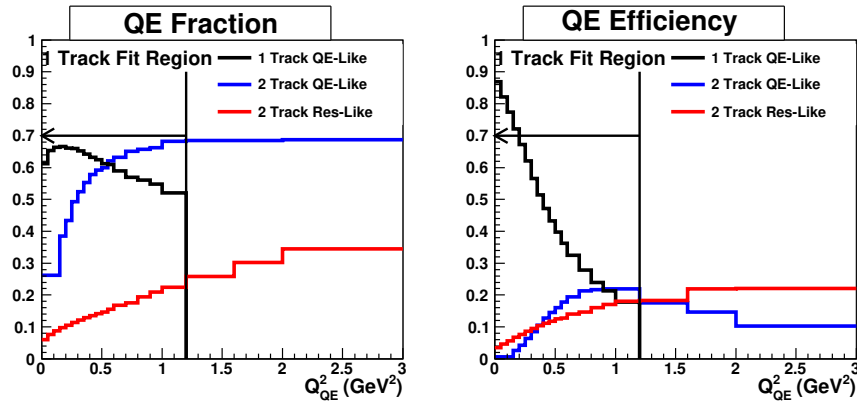 QE Fraction
1
1 Track Fit Region
1 Track QE-Like
0.9
2 Track QE-Like
0.8
2 Track Res-Like
0.7
0.6
0.5
0.4
0.3
0.2
0.1
0
0 0.5 1 1.5 2 2.5 3
Q²QE (GeV²)
QE Efficiency
1
1 Track Fit Region
1 Track QE-Like
0.9
2 Track QE-Like
0.8
2 Track Res-Like
0.7
0.6
0.5
0.4
0.3
0.2
0.1
0
0 0.5 1 1.5 2 2.5 3
Q²QE (GeV²)